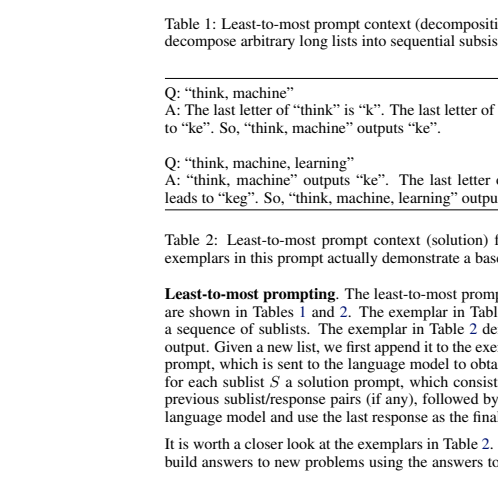 Table 1: Least-to-most prompt context (decompositi
decompose arbitrary long lists into sequential subsis
Q: “think, machine”
A: The last letter of “think” is “k”. The last letter of
to “ke”. So, “think, machine” outputs “ke”.
Q: “think, machine, learning”
A: “think, machine” outputs “ke”. The last letter
leads to “keg”. So, “think, machine, learning” outpu
Table 2: Least-to-most prompt context (solution) f
exemplars in this prompt actually demonstrate a bas
Least-to-most prompting. The least-to-most promp
are shown in Tables 1 and 2. The exemplar in Tabl
a sequence of sublists. The exemplar in Table 2 de
output. Given a new list, we first append it to the exe
prompt, which is sent to the language model to obta
for each sublist S a solution prompt, which consist
previous sublist/response pairs (if any), followed by
language model and use the last response as the fina
It is worth a closer look at the exemplars in Table 2.
build answers to new problems using the answers to